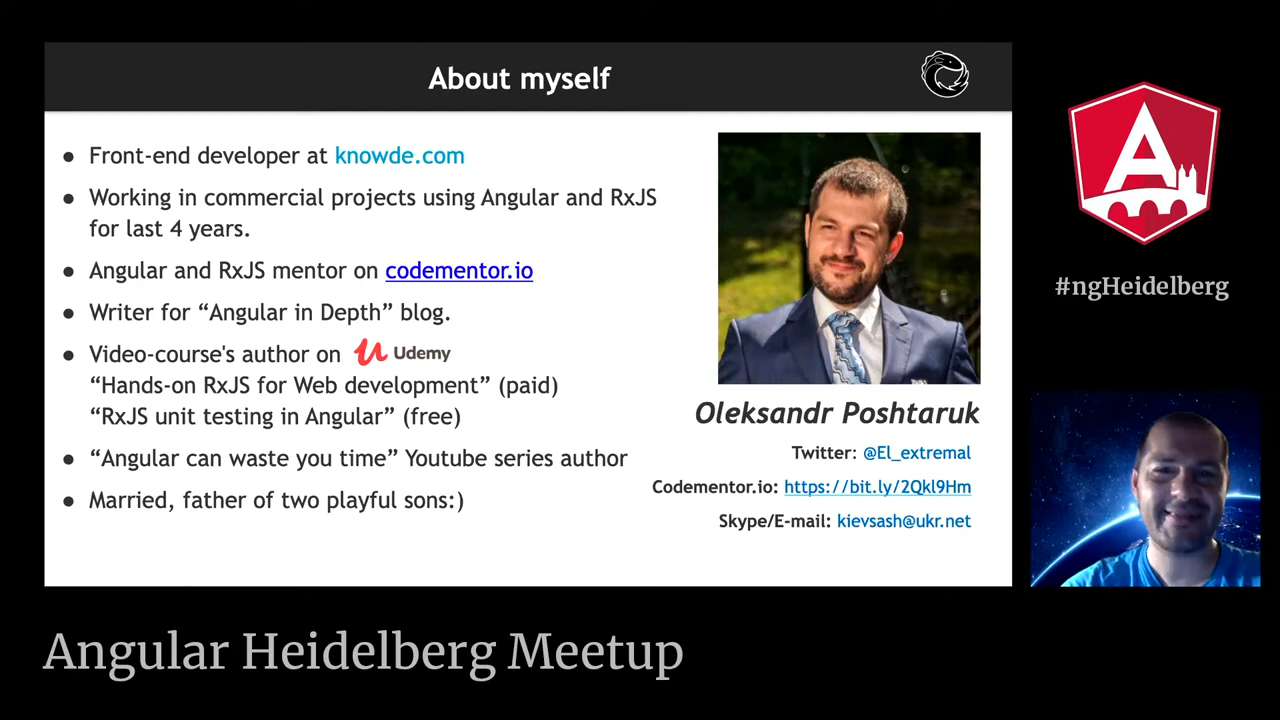 About myself
● Front-end developer at knowde.com
● Working in commercial projects using Angular and RxJS
for last 4 years.
● Angular and RxJS mentor on codementor.io
● Writer for “Angular in Depth” blog.
● Video-course's author on Udemy
“Hands-on RxJS for Web development” (paid)
“RxJS unit testing in Angular” (free)
● “Angular can waste you time” Youtube series author
● Married, father of two playful sons:)
Oleksandr Poshtaruk
Twitter: @El_extremal
Codementor.io: https://bit.ly/2Qkl9Hm
Skype/E-mail: kievsash@ukr.net
A
#ngHeidelberg
Angular Heidelberg Meetup